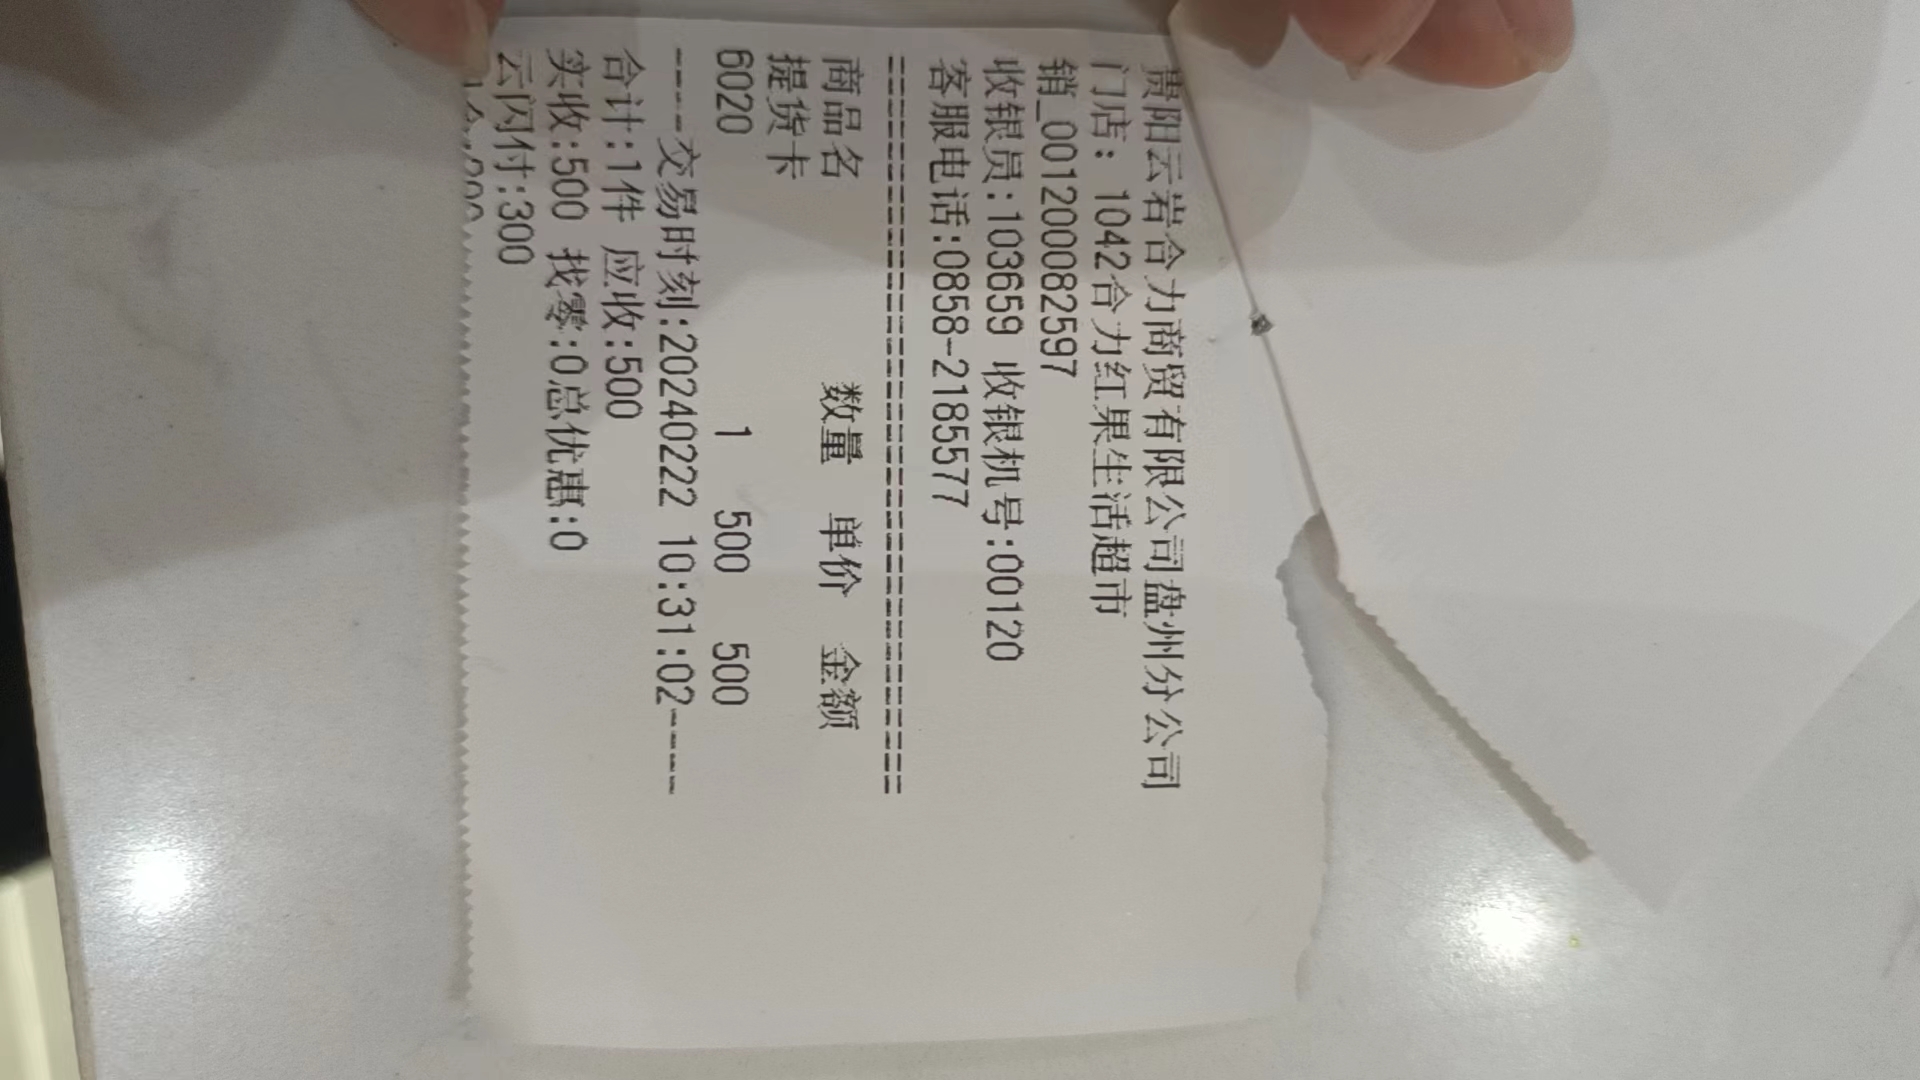 贵阳云岩合力商贸有限公司盘州分公司
门店: 1042合力红果生活超市
销_00120082597
收银员:103659 收银机号:00120
客服电话:0858-2185577
================================
商品名 数量 单价 金额
提货卡
6020 1 500 500
----交易时刻:20240222 10:31:02----
合计:1件 应收:500
实收:500 找零:0总优惠:0
云闪付:300